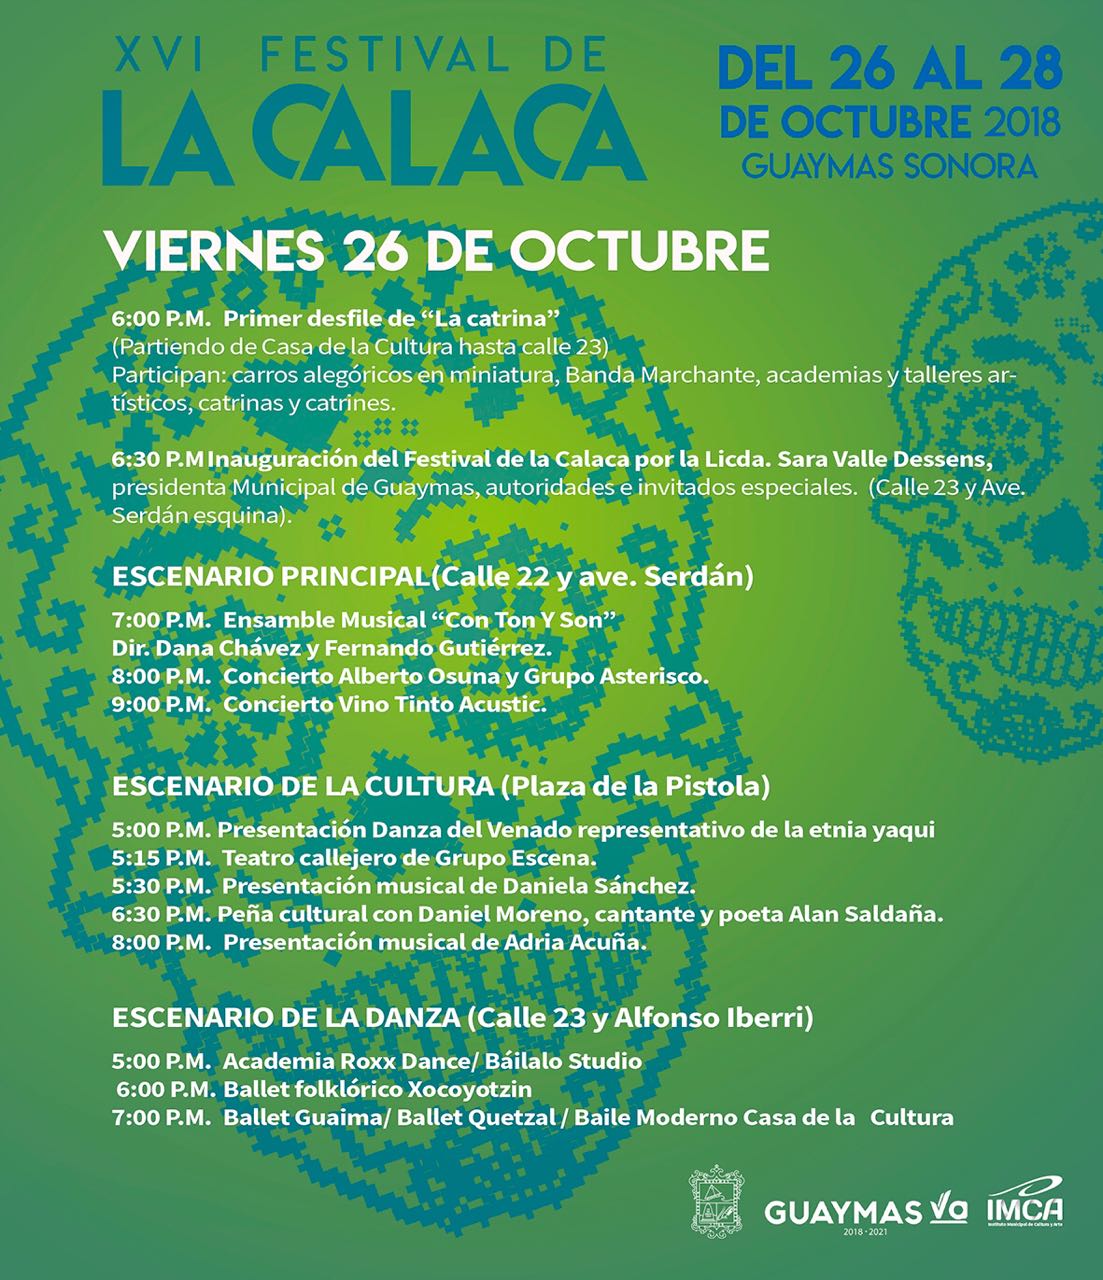 XVI FESTIVAL DE
LA CALACA
DEL 26 AL 28
DE OCTUBRE 2018
GUAYMAS SONORA
VIERNES 26 DE OCTUBRE
6:00 P.M. Primer desfile de “La catrina”
(Partiendo de Casa de la Cultura hasta calle 23)
Participan: carros alegóricos en miniatura, Banda Marchante, academias y talleres ar-
tísticos, catrinas y catrines.
6:30 P.M Inauguración del Festival de la Calaca por la Licda. Sara Valle Dessens,
presidenta Municipal de Guaymas, autoridades e invitados especiales. (Calle 23 y Ave.
Serdán esquina).
ESCENARIO PRINCIPAL(Calle 22 y ave. Serdán)
7:00 P.M. Ensamble Musical “Con Ton Y Son”
Dir. Dana Chávez y Fernando Gutiérrez.
8:00 P.M. Concierto Alberto Osuna y Grupo Asterisco.
9:00 P.M. Concierto Vino Tinto Acustic.
ESCENARIO DE LA CULTURA (Plaza de la Pistola)
5:00 P.M. Presentación Danza del Venado representativo de la etnia yaqui
5:15 P.M. Teatro callejero de Grupo Escena.
5:30 P.M. Presentación musical de Daniela Sánchez.
6:30 P.M. Peña cultural con Daniel Moreno, cantante y poeta Alan Saldaña.
8:00 P.M. Presentación musical de Adria Acuña.
ESCENARIO DE LA DANZA (Calle 23 y Alfonso Iberri)
5:00 P.M. Academia Roxx Dance/ Báilalo Studio
6:00 P.M. Ballet folklórico Xocoyotzin
7:00 P.M. Ballet Guaima/ Ballet Quetzal / Baile Moderno Casa de la Cultura
GUAYMAS Va
2018 - 2021
IMCA
Instituto Municipal de Cultura y Arte